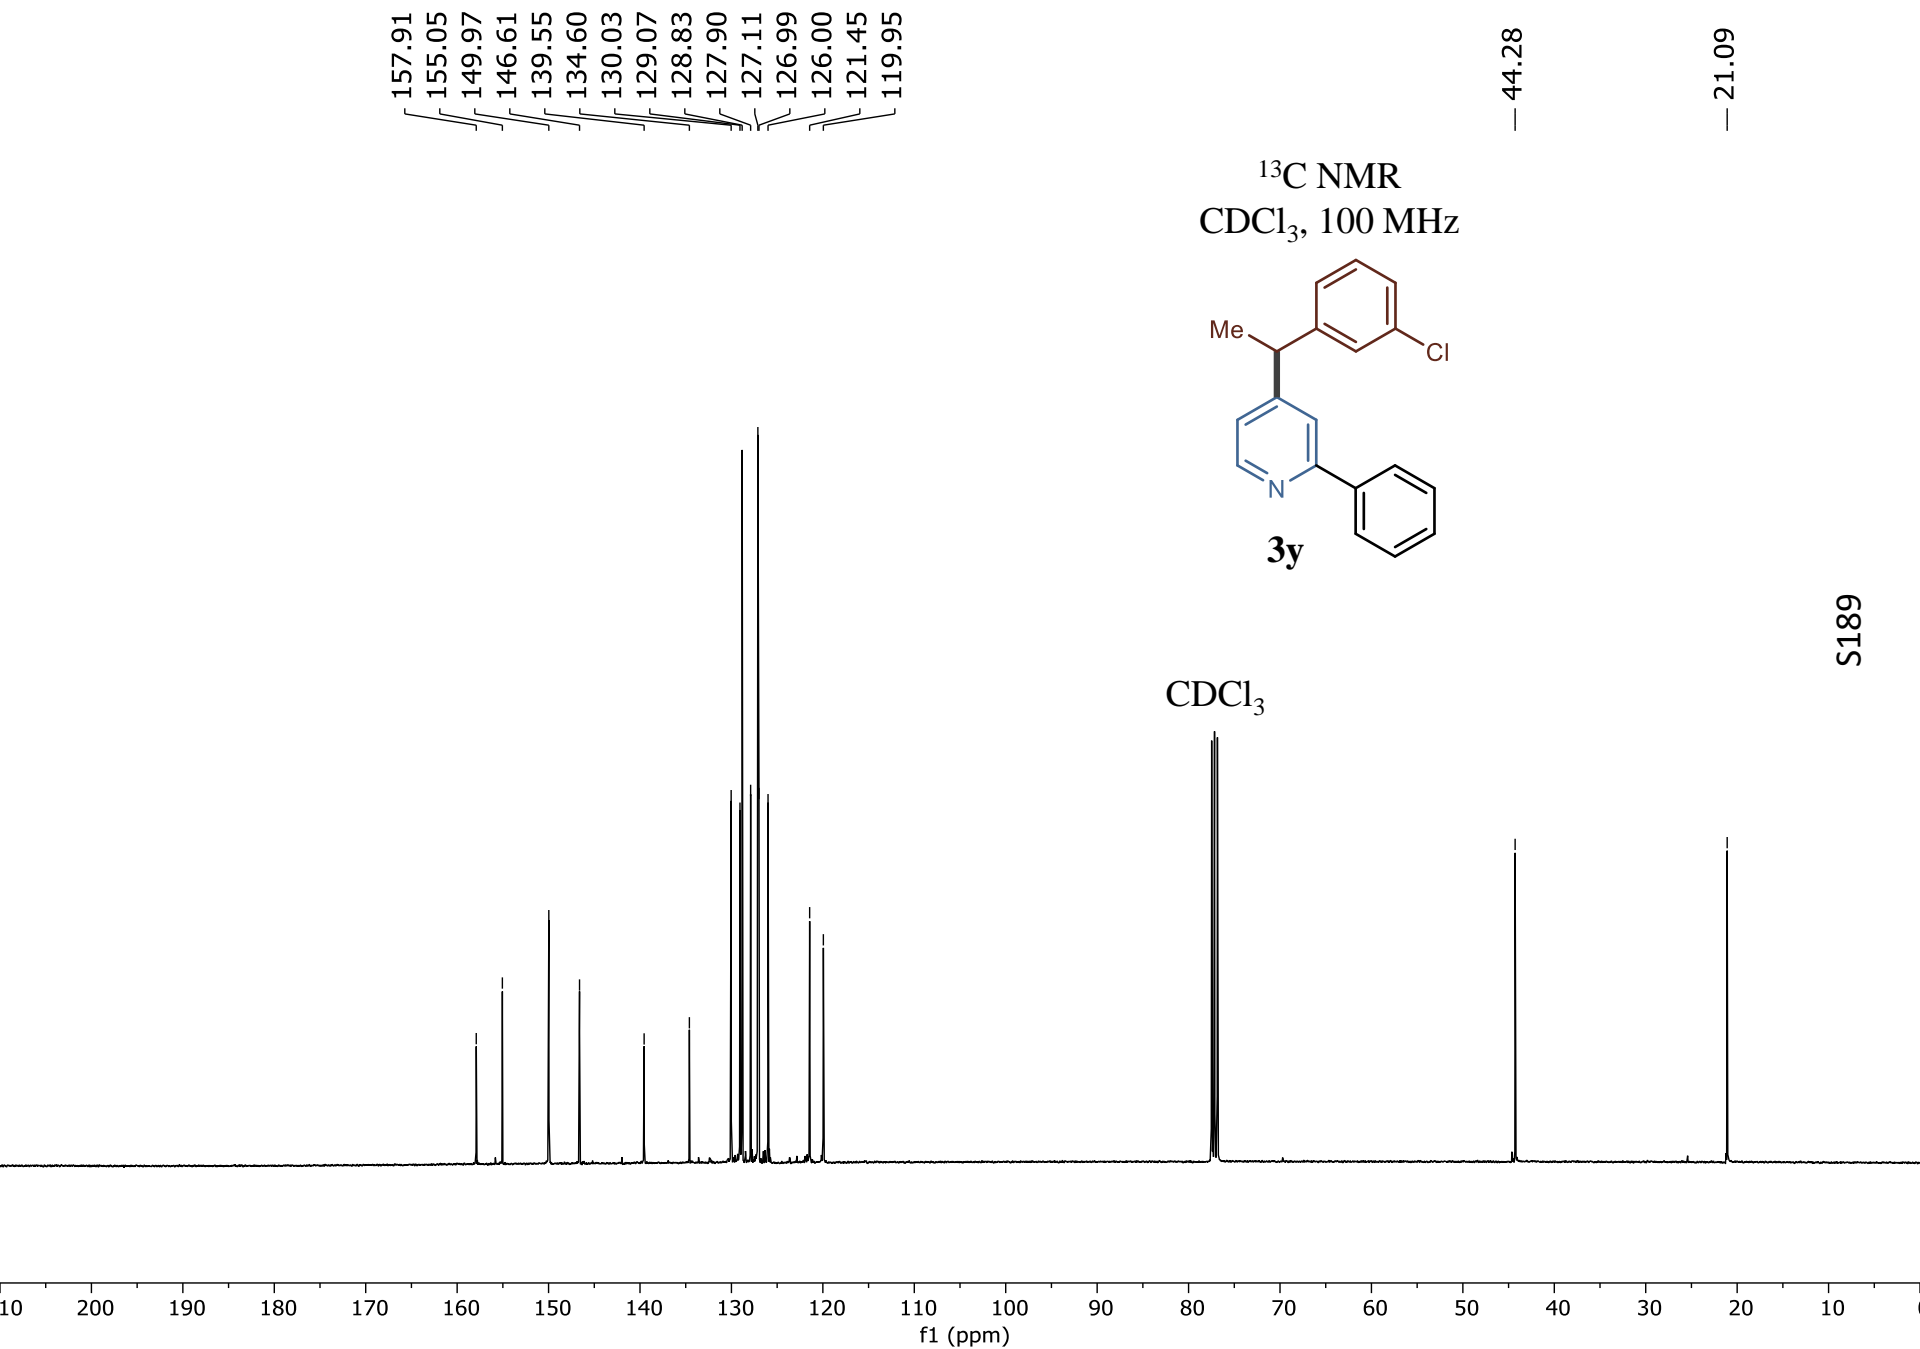 157.91
155.05
149.97
146.61
139.55
134.60
130.03
129.07
128.83
127.90
127.11
126.99
126.00
121.45
119.95
44.28
21.09
¹³C NMR
CDCl₃, 100 MHz
Me
Cl
N
3y
S189
CDCl₃
10 200 190 180 170 160 150 140 130 120 110 100 90 80 70 60 50 40 30 20 10 0
f1 (ppm)